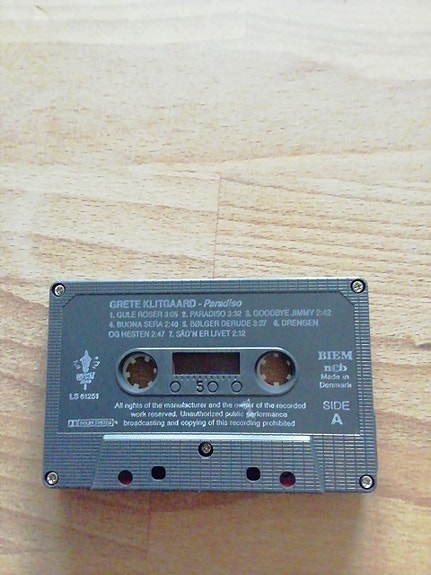 GRETE KLITGAARD - Paradiso
1. GULE ROSER 3:05 2. PARADISO 3:32 3. GOODBYE JIMMY 2:42
4. BUONA SERA 2:40 5. BØLGER DERUDE 3:37 6. DRENGEN
OG HESTEN 2:47 7. SÅD'N ER LIVET 2:12
LS 61251
50
BIEM
ncb
Made in
Denmark
SIDE
A
All rights of the manufacturer and the owner of the recorded
work reserved. Unauthorized public performance
broadcasting and copying of this recording prohibited
DOLBY SYSTEM